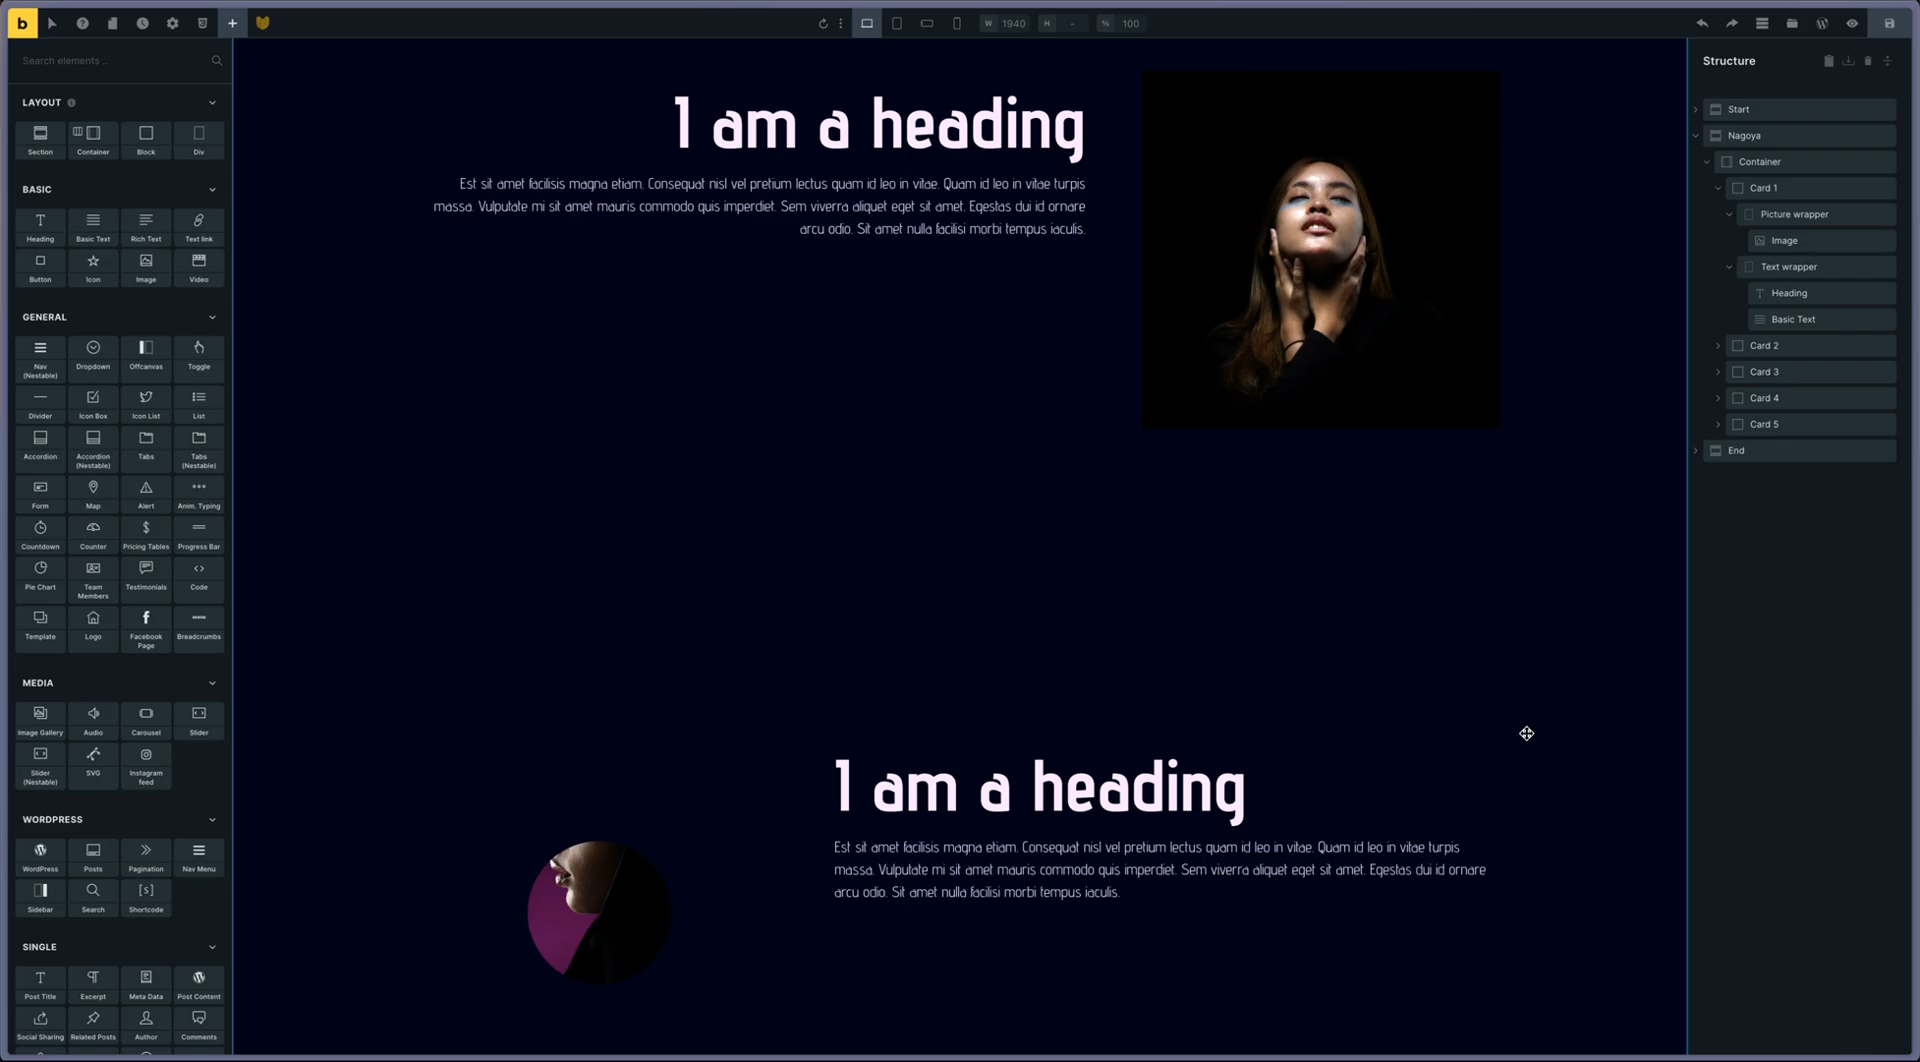 b
W 1940 H - % 100
Search elements ..
LAYOUT
Section Container Block Div
BASIC
Heading Basic Text Rich Text Text link
Button Icon Image Video
GENERAL
Nav (Nestable) Dropdown Offcanvas Toggle
Divider Icon Box Icon List List
Accordion Accordion (Nestable) Tabs Tabs (Nestable)
Form Map Alert Anim. Typing
Countdown Counter Pricing Tables Progress Bar
Pie Chart Team Members Testimonials Code
Template Logo Facebook Page Breadcrumbs
MEDIA
Image Gallery Audio Carousel Slider
Slider (Nestable) SVG Instagram feed
WORDPRESS
WordPress Posts Pagination Nav Menu
Sidebar Search Shortcode
SINGLE
Post Title Excerpt Meta Data Post Content
Social Sharing Related Posts Author Comments
I am a heading
Est sit amet facilisis magna etiam. Consequat nisl vel pretium lectus quam id leo in vitae. Quam id leo in vitae turpis
massa. Vulputate mi sit amet mauris commodo quis imperdiet. Sem viverra aliquet eget sit amet. Egestas dui id ornare
arcu odio. Sit amet nulla facilisi morbi tempus iaculis.
I am a heading
Est sit amet facilisis magna etiam. Consequat nisl vel pretium lectus quam id leo in vitae. Quam id leo in vitae turpis
massa. Vulputate mi sit amet mauris commodo quis imperdiet. Sem viverra aliquet eget sit amet. Egestas dui id ornare
arcu odio. Sit amet nulla facilisi morbi tempus iaculis.
Structure
Start
Nagoya
Container
Card 1
Picture wrapper
Image
Text wrapper
Heading
Basic Text
Card 2
Card 3
Card 4
Card 5
End